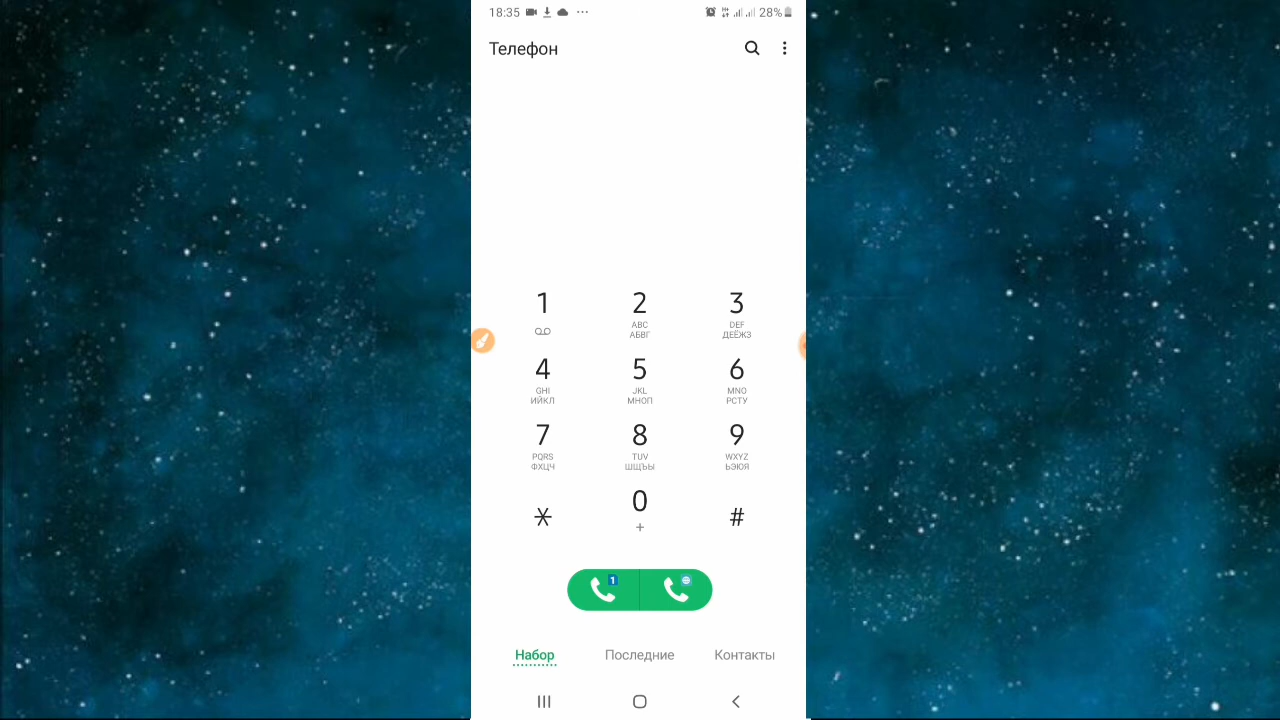 18:35 28%
Телефон
1 2 3
ABC DEF
АБВГ ДЕЁЖЗ
4 5 6
GHI JKL MNO
ИЙКЛ МНОП РСТУ
7 8 9
PQRS TUV WXYZ
ФХЦЧ ШЩЪЫ ЬЭЮЯ
* 0 #
+
1
Набор Последние Контакты